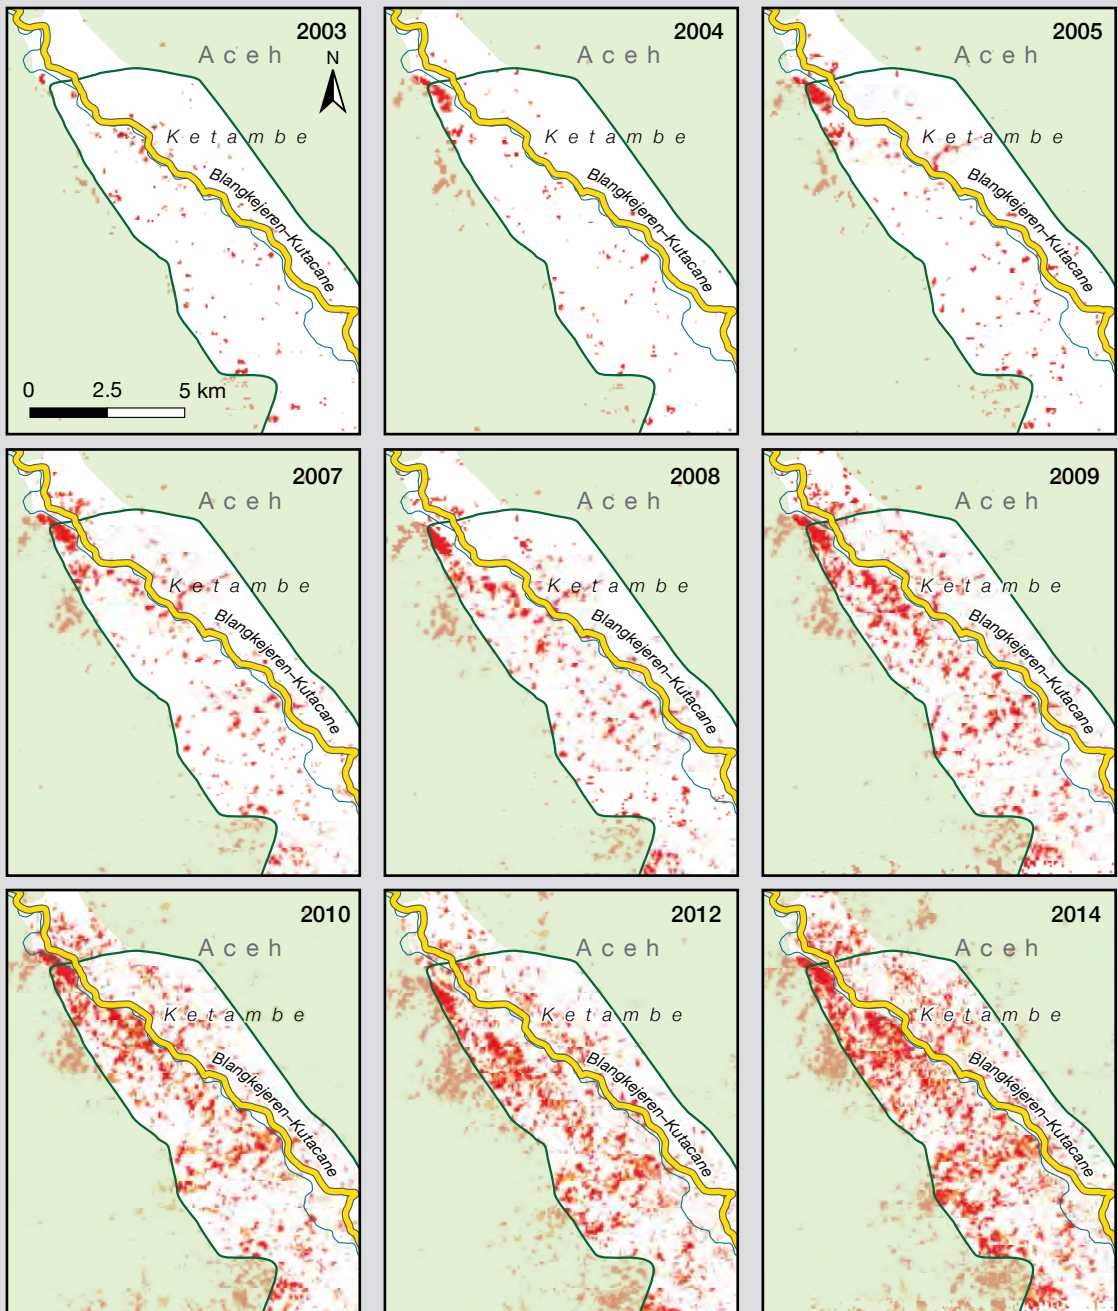 2003
Aceh
N
Ketambe
Blangkejeren–Kutacane
0 2.5 5 km
2004
Aceh
Ketambe
Blangkejeren–Kutacane
2005
Aceh
Ketambe
Blangkejeren–Kutacane
2007
Aceh
Ketambe
Blangkejeren–Kutacane
2008
Aceh
Ketambe
Blangkejeren–Kutacane
2009
Aceh
Ketambe
Blangkejeren–Kutacane
2010
Aceh
Ketambe
Blangkejeren–Kutacane
2012
Aceh
Ketambe
Blangkejeren–Kutacane
2014
Aceh
Ketambe
Blangkejeren–Kutacane